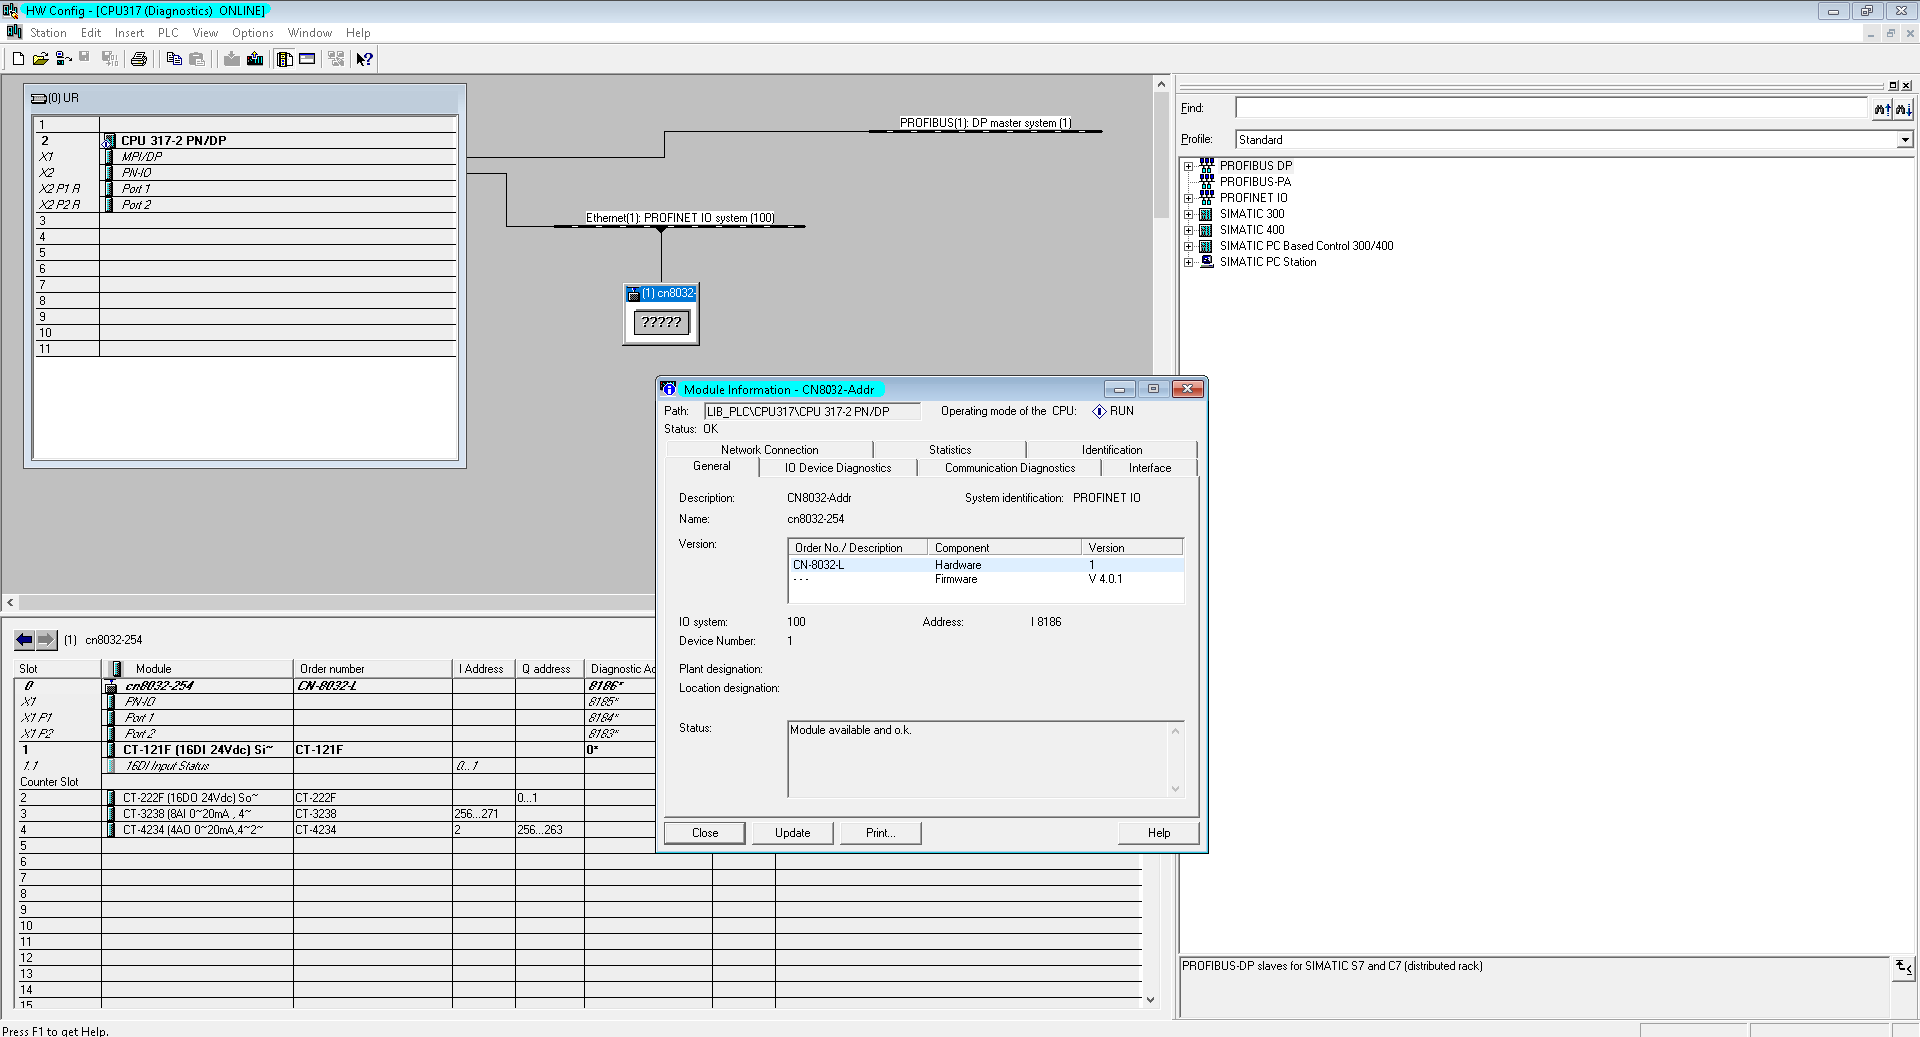 HW Config - [CPU317 (Diagnostics)  ONLINE]
Station Edit Insert PLC View Options Window Help
(0) UR
1
2 CPU 317-2 PN/DP
X1 MPI/DP
X2 PN-IO
X2 P1 R Port 1
X2 P2 R Port 2
3
4
5
6
7
8
9
10
11
PROFIBUS(1): DP master system (1)
Ethernet(1): PROFINET IO system (100)
(1) cn8032-
?????
Find:
Profile: Standard
PROFIBUS DP
PROFIBUS-PA
PROFINET IO
SIMATIC 300
SIMATIC 400
SIMATIC PC Based Control 300/400
SIMATIC PC Station
PROFIBUS-DP slaves for SIMATIC S7 and C7 (distributed rack)
Module Information - CN8032-Addr
Path: LIB_PLC\CPU317\CPU 317-2 PN/DP Operating mode of the CPU: RUN
Status: OK
Network Connection Statistics Identification
General IO Device Diagnostics Communication Diagnostics Interface
Description: CN8032-Addr System identification: PROFINET IO
Name: cn8032-254
Version:
Order No./ Description Component Version
CN-8032-L Hardware 1
- - - Firmware V 4.0.1
IO system: 100 Address: I 8186
Device Number: 1
Plant designation:
Location designation:
Status: Module available and o.k.
Close Update Print... Help
(1) cn8032-254
Slot Module Order number I Address Q address Diagnostic Ad
0 cn8032-254 CN-8032-L 8186*
X1 PN-IO 8185*
X1 P1 Port 1 8184*
X1 P2 Port 2 8183*
1 CT-121F (16DI 24Vdc) Si~ CT-121F 0*
1.1 16DI Input Status 0...1
Counter Slot
2 CT-222F (16DO 24Vdc) So~ CT-222F 0...1
3 CT-3238 (8AI 0~20mA , 4~ CT-3238 256...271
4 CT-4234 (4AO 0~20mA,4~2~ CT-4234 2 256...263
5
6
7
8
9
10
11
12
13
14
15
Press F1 to get Help.